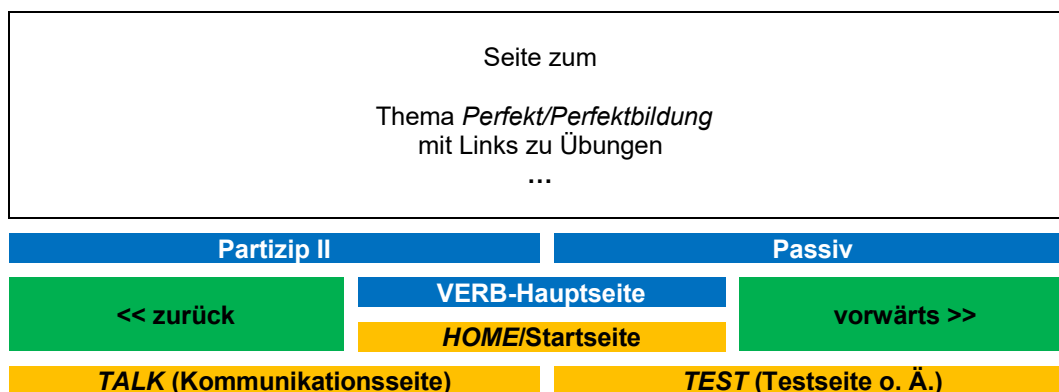 Seite zum
Thema Perfekt/Perfektbildung
mit Links zu Übungen
...
Partizip II
Passiv
<< zurück
VERB-Hauptseite
HOME/Startseite
vorwärts >>
TALK (Kommunikationsseite)
TEST (Testseite o. Ä.)